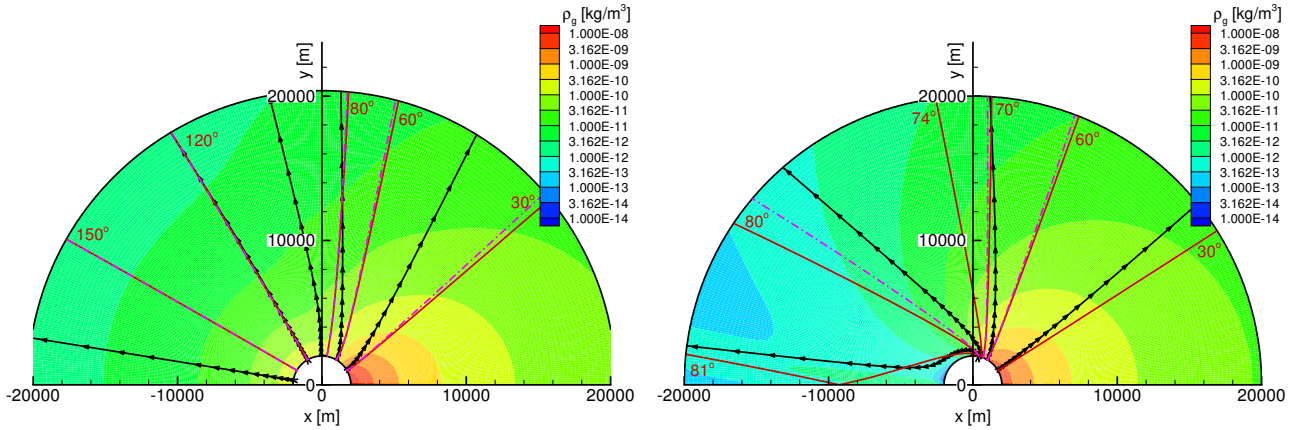 ρg [kg/m³]
1.000E-08
3.162E-09
1.000E-09
3.162E-10
1.000E-10
3.162E-11
1.000E-11
3.162E-12
1.000E-12
3.162E-13
1.000E-13
3.162E-14
1.000E-14
y [m]
20000
10000
0
80°
60°
120°
30°
150°
-20000 -10000 0 10000 20000
x [m]
ρg [kg/m³]
1.000E-08
3.162E-09
1.000E-09
3.162E-10
1.000E-10
3.162E-11
1.000E-11
3.162E-12
1.000E-12
3.162E-13
1.000E-13
3.162E-14
1.000E-14
y [m]
20000
10000
0
74°
70°
60°
80°
30°
81°
-20000 -10000 0 10000 20000
x [m]